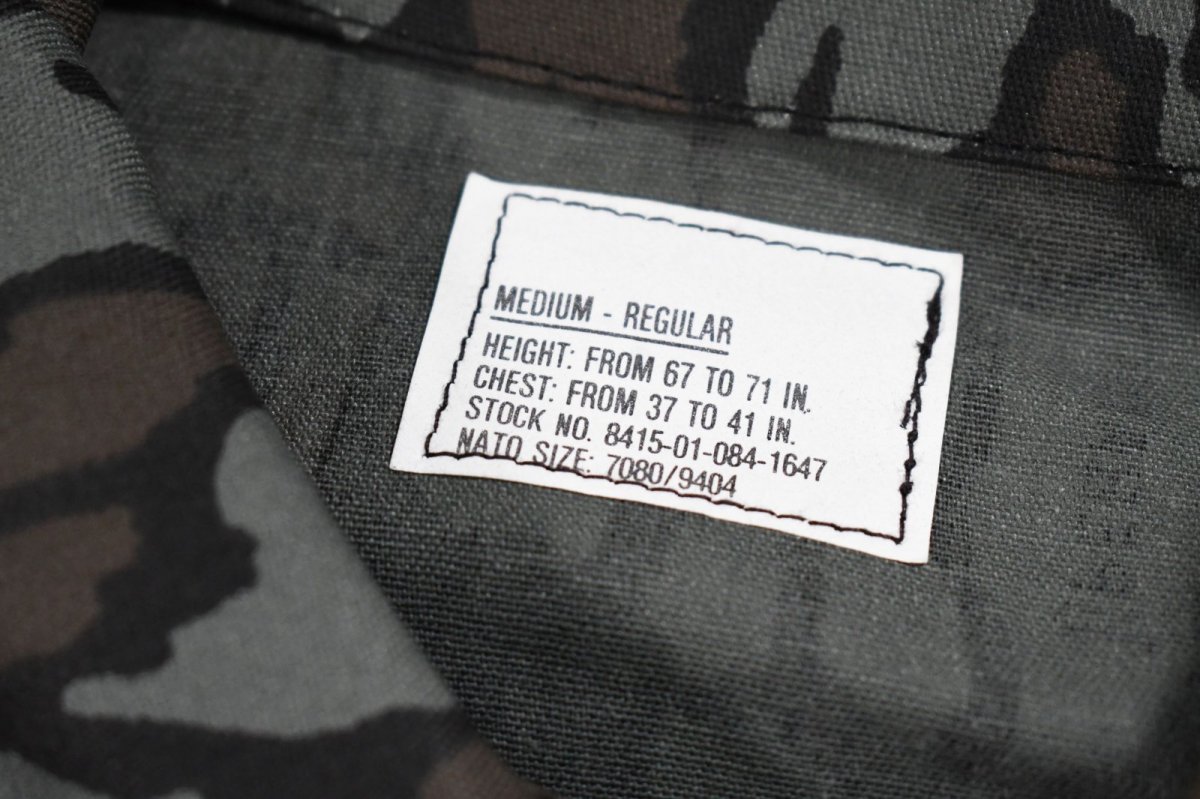 MEDIUM - REGULAR
HEIGHT: FROM 67 TO 71 IN.
CHEST: FROM 37 TO 41 IN.
STOCK NO. 8415-01-084-1647
NATO SIZE: 7080/9404